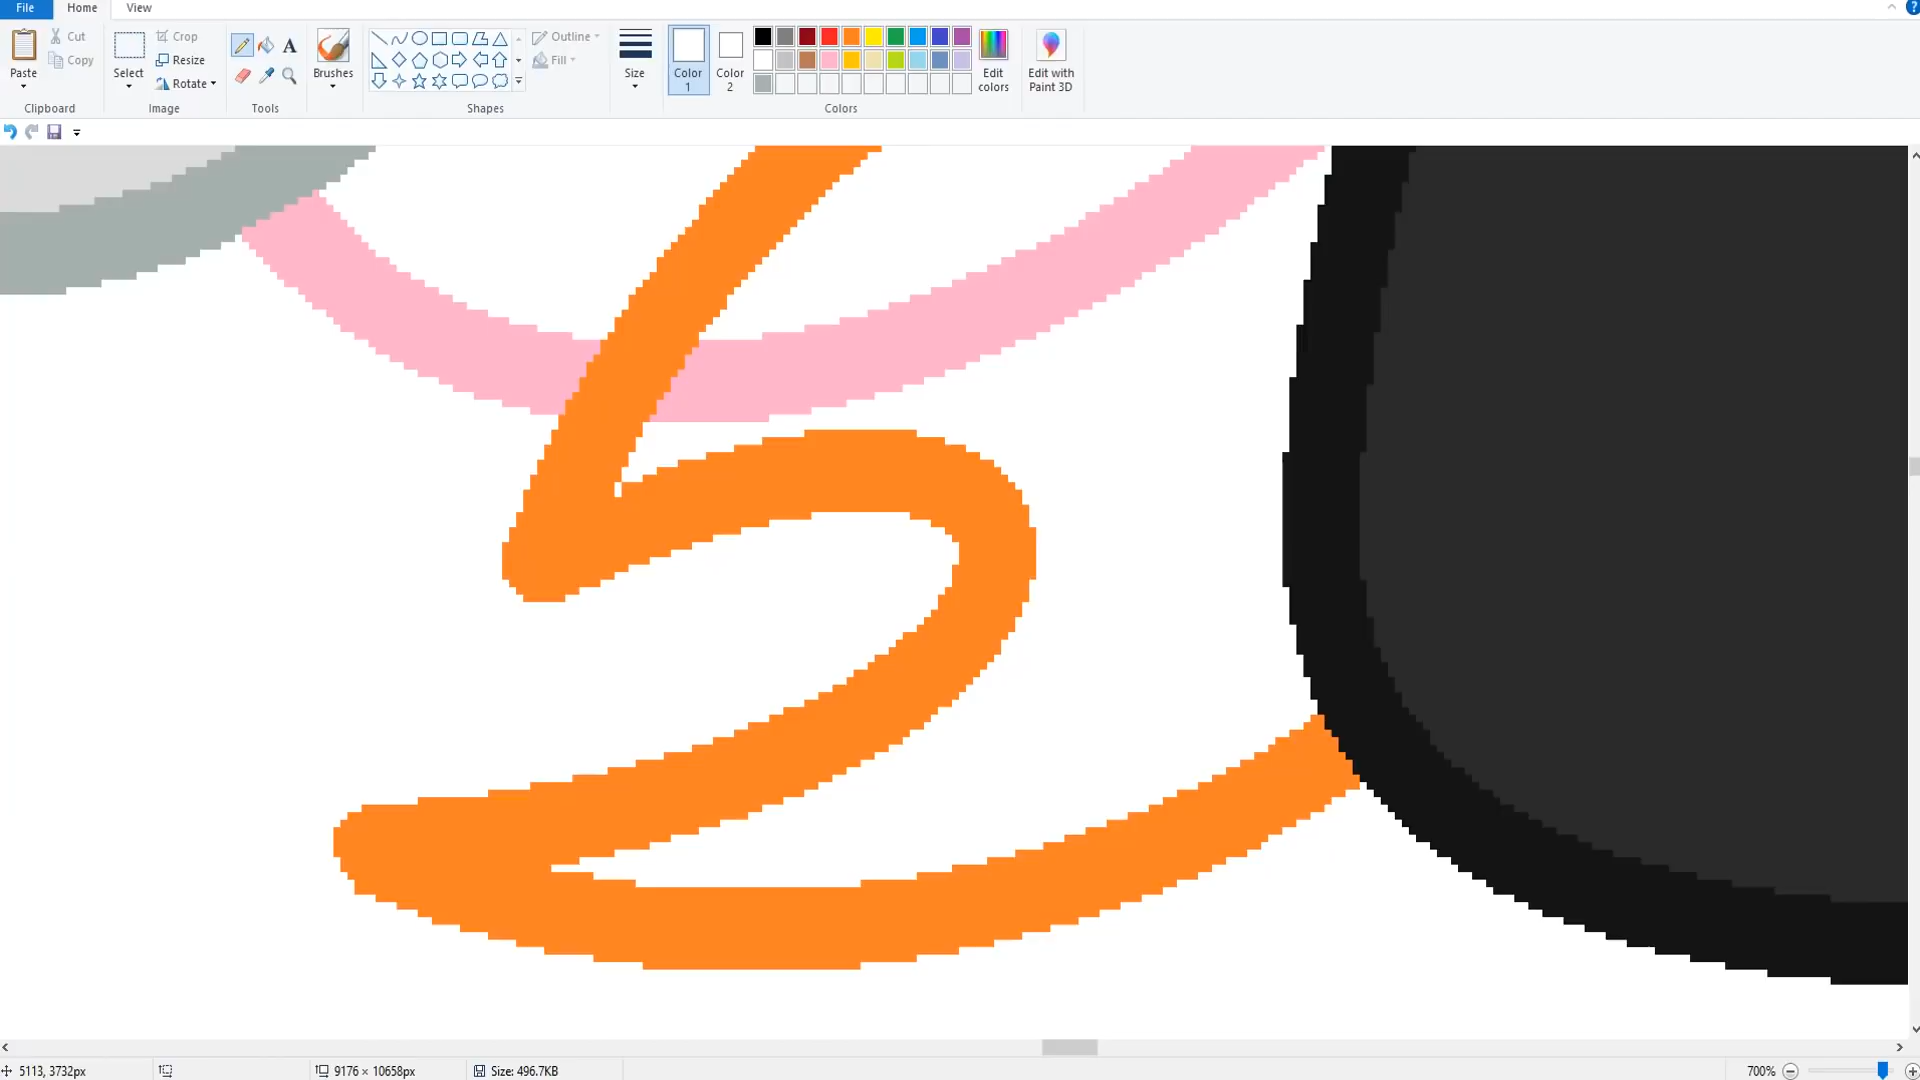 File Home View
Cut
Crop
A
Outline
Copy
Resize
Fill
Paste Select Rotate Brushes Size Color 1 Color 2 Edit colors Edit with Paint 3D
Clipboard Image Tools Shapes Colors
5113, 3732px 9176 × 10658px Size: 496.7KB 700%